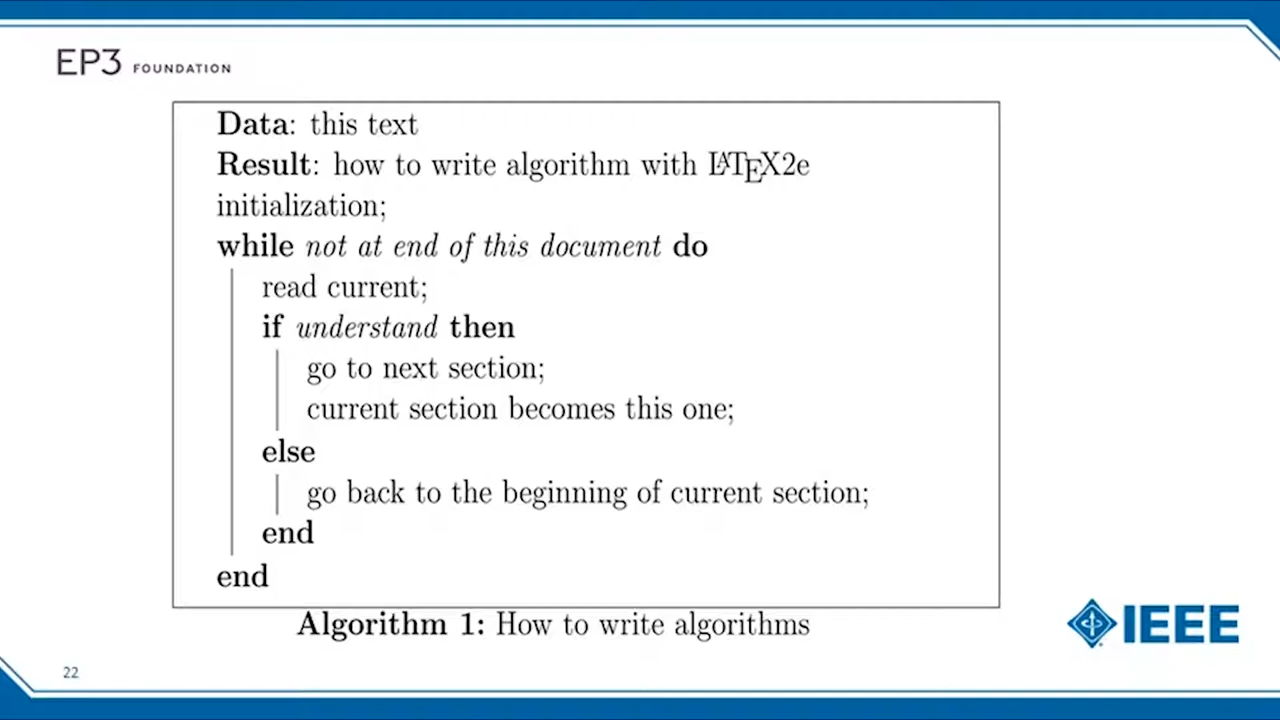 EP3 FOUNDATION
Data: this text
Result: how to write algorithm with LATEX2e
initialization;
while not at end of this document do
read current;
if understand then
go to next section;
current section becomes this one;
else
go back to the beginning of current section;
end
end
Algorithm 1: How to write algorithms
IEEE
22